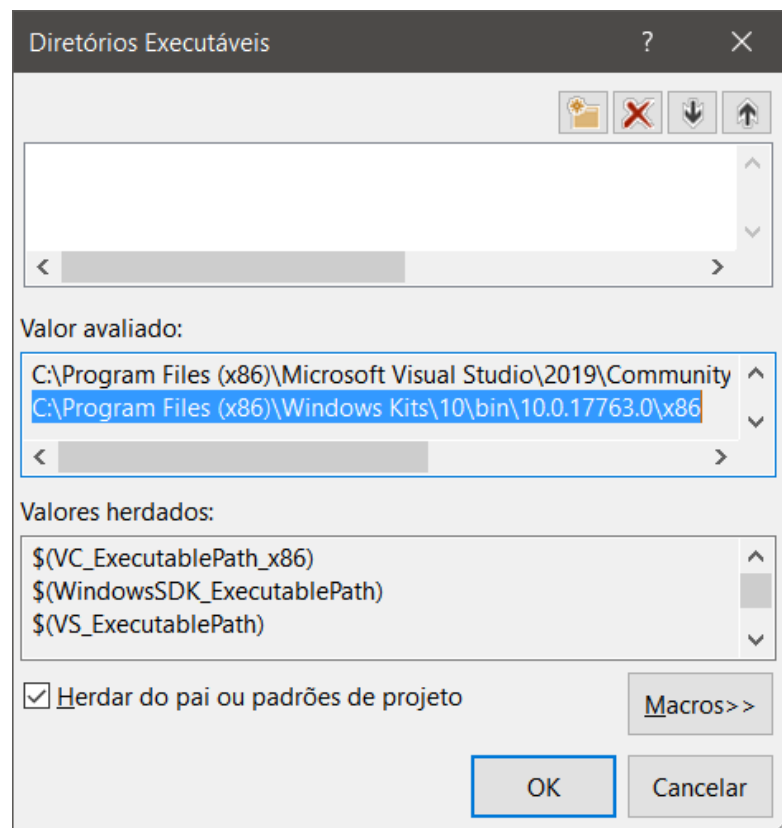 Diretórios Executáveis
Valor avaliado:
C:\Program Files (x86)\Microsoft Visual Studio\2019\Community
C:\Program Files (x86)\Windows Kits\10\bin\10.0.17763.0\x86
Valores herdados:
$(VC_ExecutablePath_x86)
$(WindowsSDK_ExecutablePath)
$(VS_ExecutablePath)
Herdar do pai ou padrões de projeto
Macros>>
OK
Cancelar